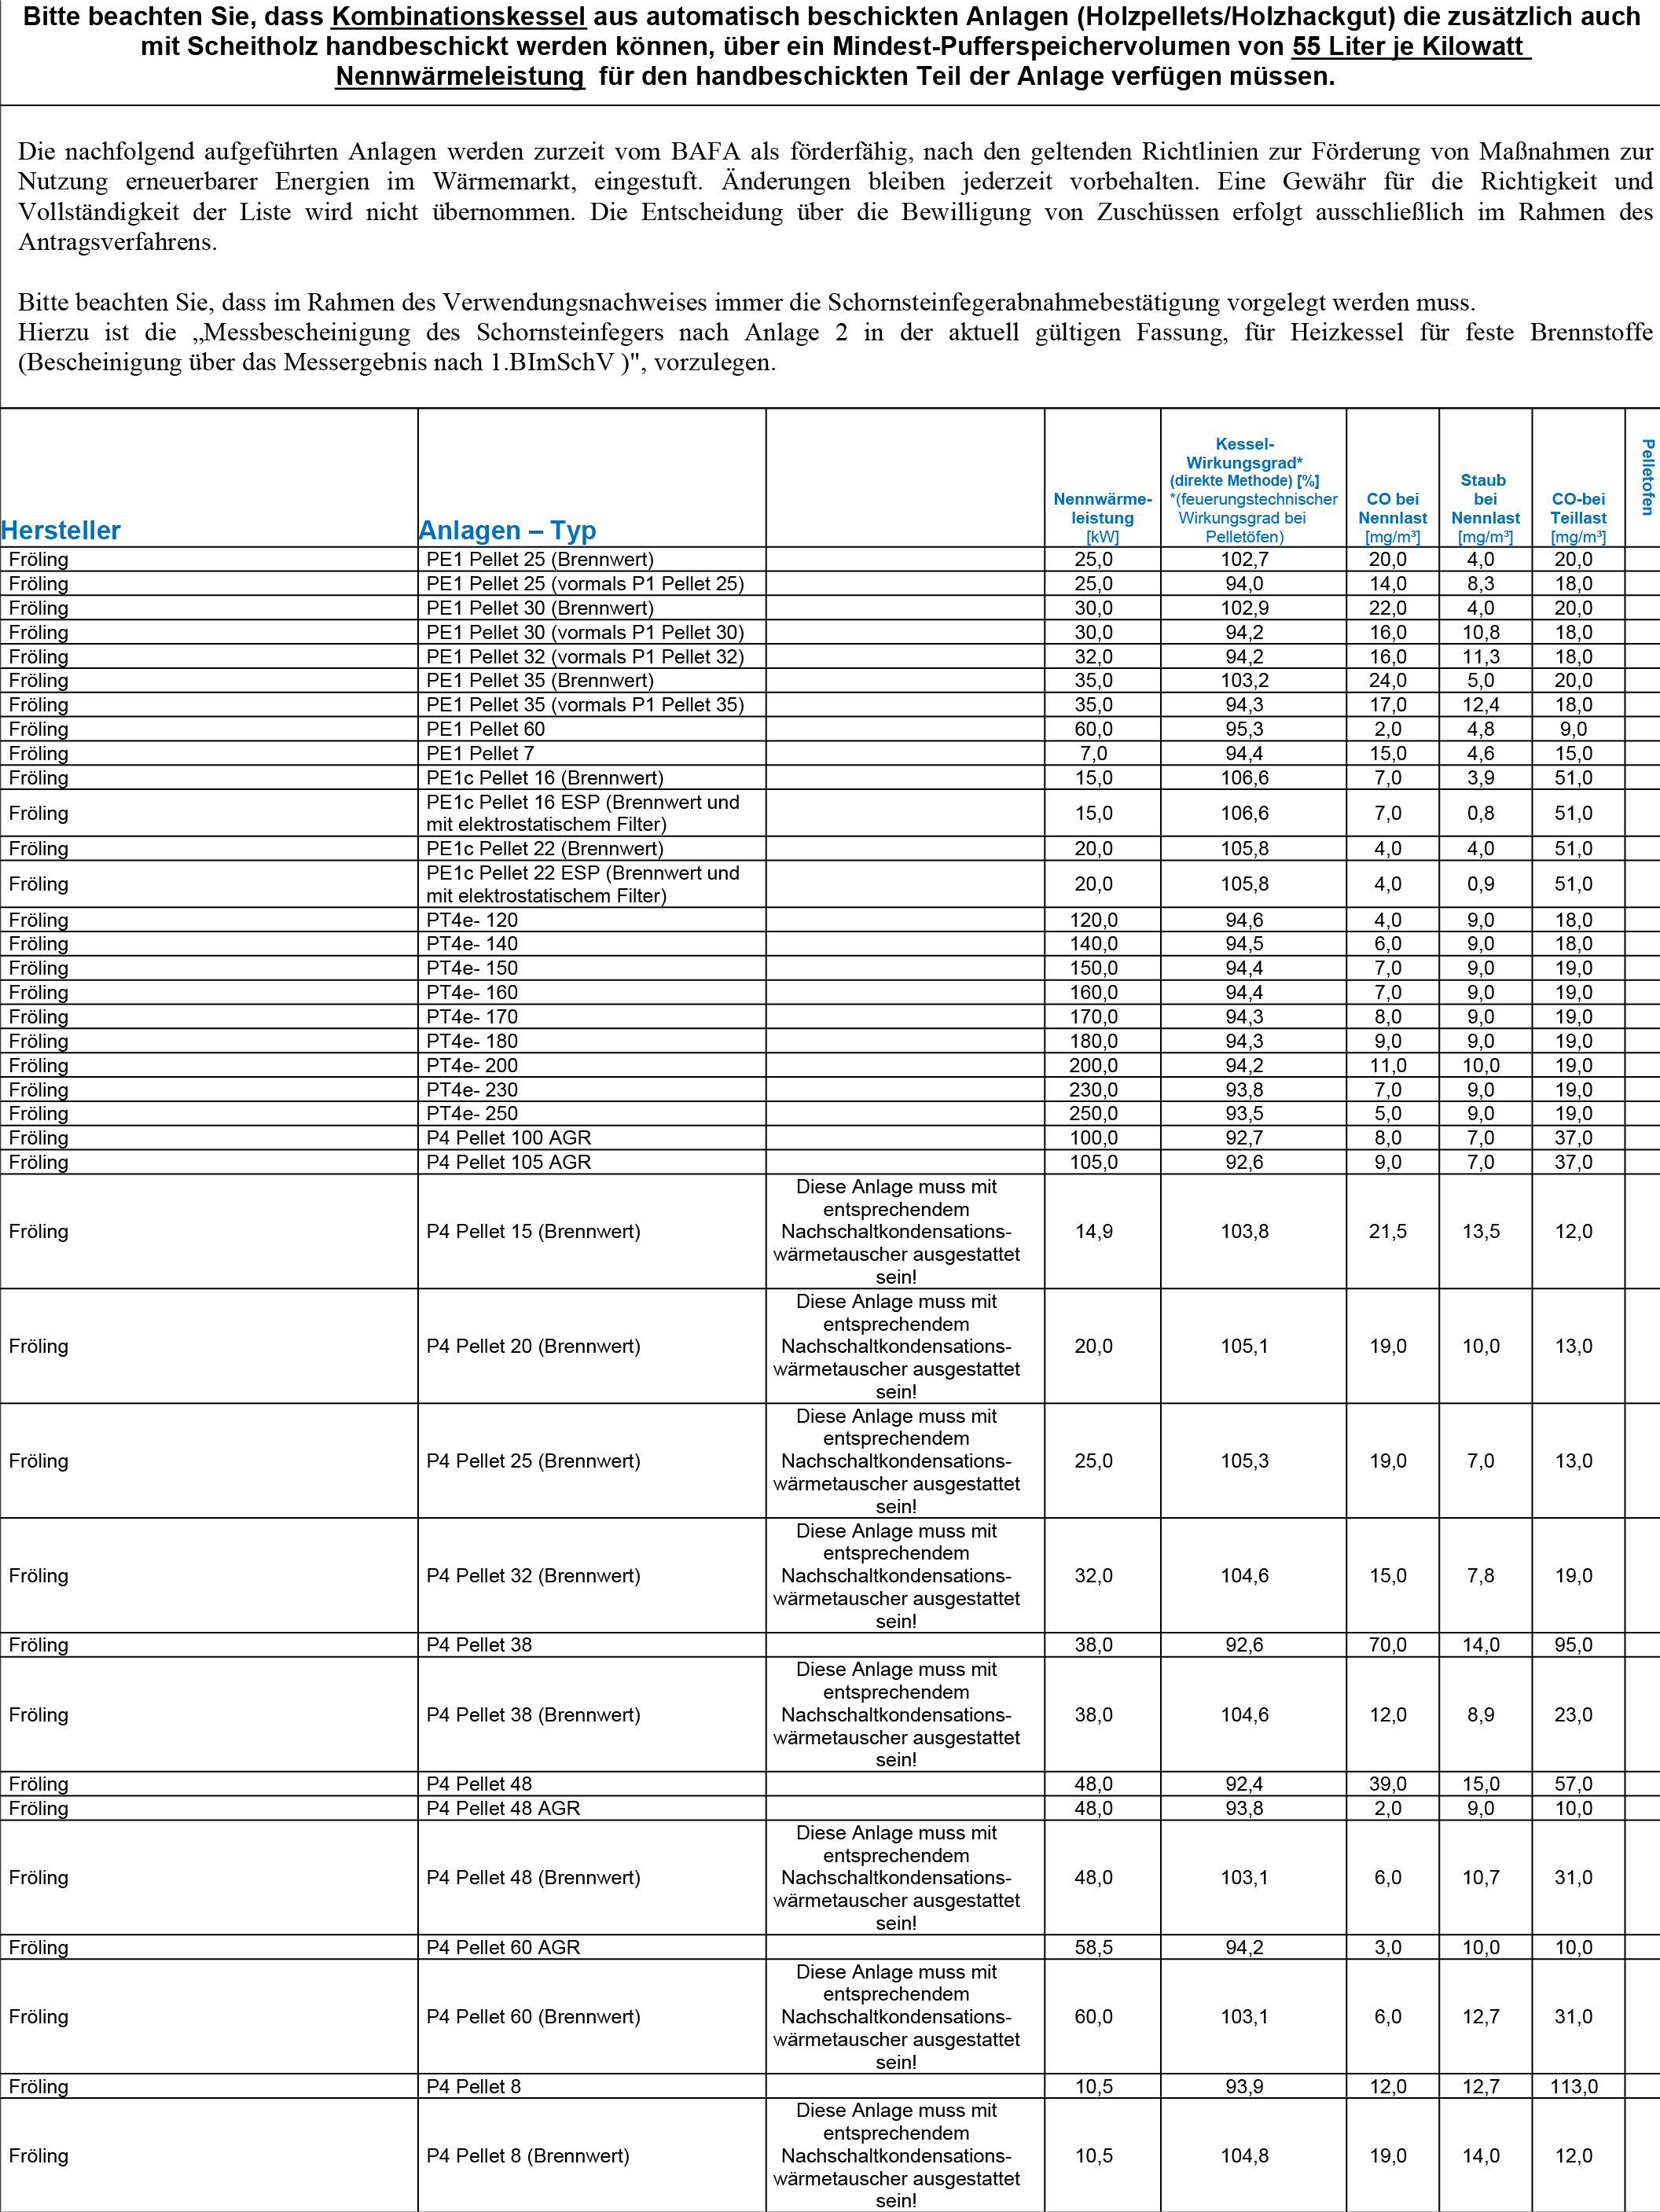 Bitte beachten Sie, dass Kombinationskessel aus automatisch beschickten Anlagen (Holzpellets/Holzhackgut) die zusätzlich auch
mit Scheitholz handbeschickt werden können, über ein Mindest-Pufferspeichervolumen von 55 Liter je Kilowatt
Nennwärmeleistung für den handbeschickten Teil der Anlage verfügen müssen.
Die nachfolgend aufgeführten Anlagen werden zurzeit vom BAFA als förderfähig, nach den geltenden Richtlinien zur Förderung von Maßnahmen zur
Nutzung erneuerbarer Energien im Wärmemarkt, eingestuft. Änderungen bleiben jederzeit vorbehalten. Eine Gewähr für die Richtigkeit und
Vollständigkeit der Liste wird nicht übernommen. Die Entscheidung über die Bewilligung von Zuschüssen erfolgt ausschließlich im Rahmen des
Antragsverfahrens.
Bitte beachten Sie, dass im Rahmen des Verwendungsnachweises immer die Schornsteinfegerabnahmebestätigung vorgelegt werden muss.
Hierzu ist die „Messbescheinigung des Schornsteinfegers nach Anlage 2 in der aktuell gültigen Fassung, für Heizkessel für feste Brennstoffe
(Bescheinigung über das Messergebnis nach 1.BImSchV )", vorzulegen.
Hersteller
Anlagen – Typ
Nennwärme-
leistung
[kW]
Kessel-
Wirkungsgrad*
(direkte Methode) [%]
*(feuerungstechnischer
Wirkungsgrad bei
Pelletöfen)
CO bei
Nennlast
[mg/m³]
Staub
bei
Nennlast
[mg/m³]
CO-bei
Teillast
[mg/m³]
Pelletofen
Fröling PE1 Pellet 25 (Brennwert) 25,0 102,7 20,0 4,0 20,0
Fröling PE1 Pellet 25 (vormals P1 Pellet 25) 25,0 94,0 14,0 8,3 18,0
Fröling PE1 Pellet 30 (Brennwert) 30,0 102,9 22,0 4,0 20,0
Fröling PE1 Pellet 30 (vormals P1 Pellet 30) 30,0 94,2 16,0 10,8 18,0
Fröling PE1 Pellet 32 (vormals P1 Pellet 32) 32,0 94,2 16,0 11,3 18,0
Fröling PE1 Pellet 35 (Brennwert) 35,0 103,2 24,0 5,0 20,0
Fröling PE1 Pellet 35 (vormals P1 Pellet 35) 35,0 94,3 17,0 12,4 18,0
Fröling PE1 Pellet 60 60,0 95,3 2,0 4,8 9,0
Fröling PE1 Pellet 7 7,0 94,4 15,0 4,6 15,0
Fröling PE1c Pellet 16 (Brennwert) 15,0 106,6 7,0 3,9 51,0
Fröling PE1c Pellet 16 ESP (Brennwert und
mit elektrostatischem Filter) 15,0 106,6 7,0 0,8 51,0
Fröling PE1c Pellet 22 (Brennwert) 20,0 105,8 4,0 4,0 51,0
Fröling PE1c Pellet 22 ESP (Brennwert und
mit elektrostatischem Filter) 20,0 105,8 4,0 0,9 51,0
Fröling PT4e- 120 120,0 94,6 4,0 9,0 18,0
Fröling PT4e- 140 140,0 94,5 6,0 9,0 18,0
Fröling PT4e- 150 150,0 94,4 7,0 9,0 19,0
Fröling PT4e- 160 160,0 94,4 7,0 9,0 19,0
Fröling PT4e- 170 170,0 94,3 8,0 9,0 19,0
Fröling PT4e- 180 180,0 94,3 9,0 9,0 19,0
Fröling PT4e- 200 200,0 94,2 11,0 10,0 19,0
Fröling PT4e- 230 230,0 93,8 7,0 9,0 19,0
Fröling PT4e- 250 250,0 93,5 5,0 9,0 19,0
Fröling P4 Pellet 100 AGR 100,0 92,7 8,0 7,0 37,0
Fröling P4 Pellet 105 AGR 105,0 92,6 9,0 7,0 37,0
Diese Anlage muss mit
entsprechendem
Fröling P4 Pellet 15 (Brennwert) Nachschaltkondensations- 14,9 103,8 21,5 13,5 12,0
wärmetauscher ausgestattet
sein!
Diese Anlage muss mit
entsprechendem
Fröling P4 Pellet 20 (Brennwert) Nachschaltkondensations- 20,0 105,1 19,0 10,0 13,0
wärmetauscher ausgestattet
sein!
Diese Anlage muss mit
entsprechendem
Fröling P4 Pellet 25 (Brennwert) Nachschaltkondensations- 25,0 105,3 19,0 7,0 13,0
wärmetauscher ausgestattet
sein!
Diese Anlage muss mit
entsprechendem
Fröling P4 Pellet 32 (Brennwert) Nachschaltkondensations- 32,0 104,6 15,0 7,8 19,0
wärmetauscher ausgestattet
sein!
Fröling P4 Pellet 38 38,0 92,6 70,0 14,0 95,0
Diese Anlage muss mit
entsprechendem
Fröling P4 Pellet 38 (Brennwert) Nachschaltkondensations- 38,0 104,6 12,0 8,9 23,0
wärmetauscher ausgestattet
sein!
Fröling P4 Pellet 48 48,0 92,4 39,0 15,0 57,0
Fröling P4 Pellet 48 AGR 48,0 93,8 2,0 9,0 10,0
Diese Anlage muss mit
entsprechendem
Fröling P4 Pellet 48 (Brennwert) Nachschaltkondensations- 48,0 103,1 6,0 10,7 31,0
wärmetauscher ausgestattet
sein!
Fröling P4 Pellet 60 AGR 58,5 94,2 3,0 10,0 10,0
Diese Anlage muss mit
entsprechendem
Fröling P4 Pellet 60 (Brennwert) Nachschaltkondensations- 60,0 103,1 6,0 12,7 31,0
wärmetauscher ausgestattet
sein!
Fröling P4 Pellet 8 10,5 93,9 12,0 12,7 113,0
Diese Anlage muss mit
entsprechendem
Fröling P4 Pellet 8 (Brennwert) Nachschaltkondensations- 10,5 104,8 19,0 14,0 12,0
wärmetauscher ausgestattet
sein!